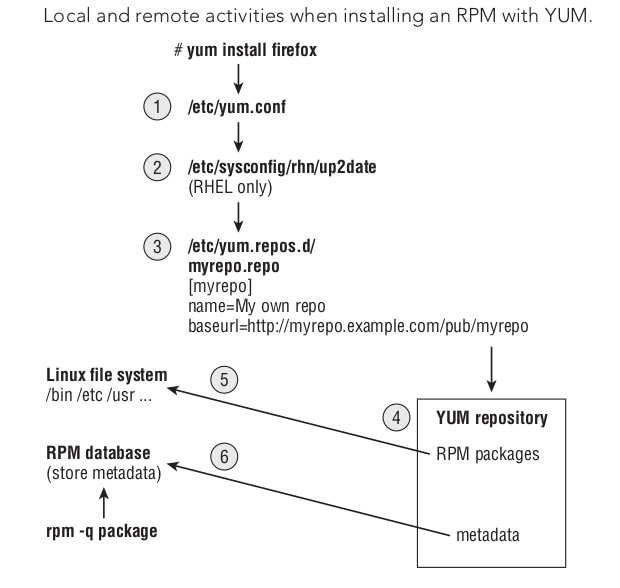 Local and remote activities when installing an RPM with YUM.
# yum install firefox
1 /etc/yum.conf
2 /etc/sysconfig/rhn/up2date
(RHEL only)
3 /etc/yum.repos.d/
myrepo.repo
[myrepo]
name=My own repo
baseurl=http://myrepo.example.com/pub/myrepo
Linux file system
/bin /etc /usr ...
5
4 YUM repository
RPM packages
RPM database
(store metadata)
6
metadata
rpm -q package